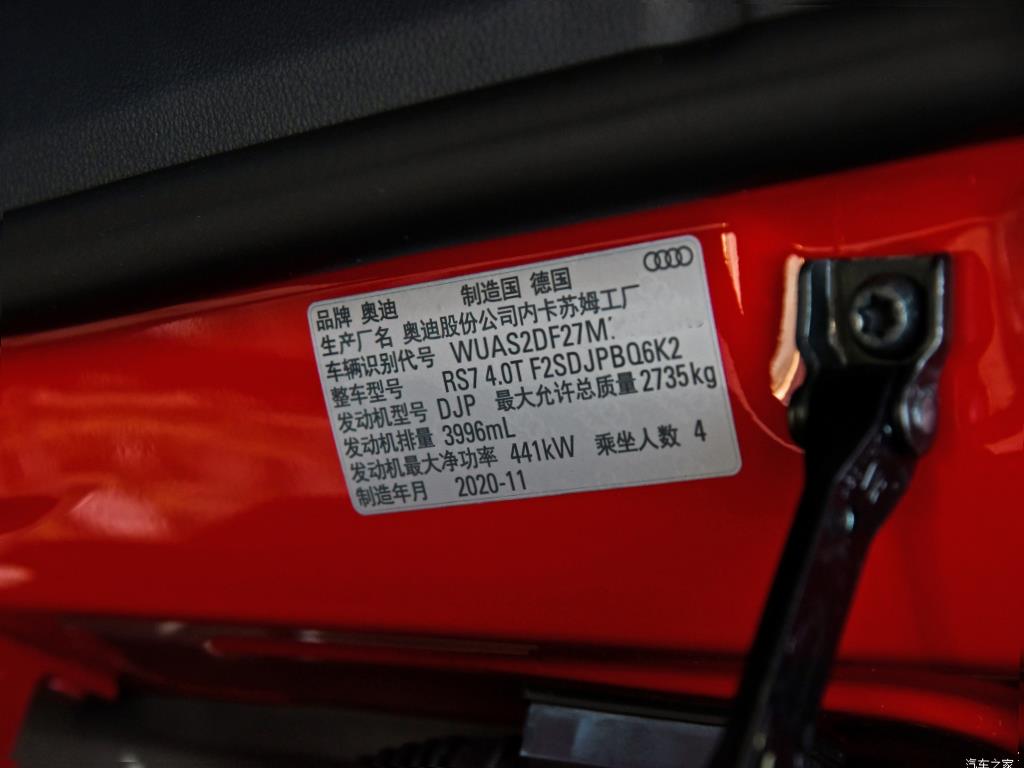 品牌 奥迪 制造国 德国
生产厂名 奥迪股份公司内卡苏姆工厂
车辆识别代号 WUAS2DF27M
整车型号 RS7 4.0T F2SDJPBQ6K2
发动机型号 DJP 最大允许总质量 2735kg
发动机排量 3996mL
发动机最大净功率 441kW 乘坐人数 4
制造年月 2020-11
汽车之家